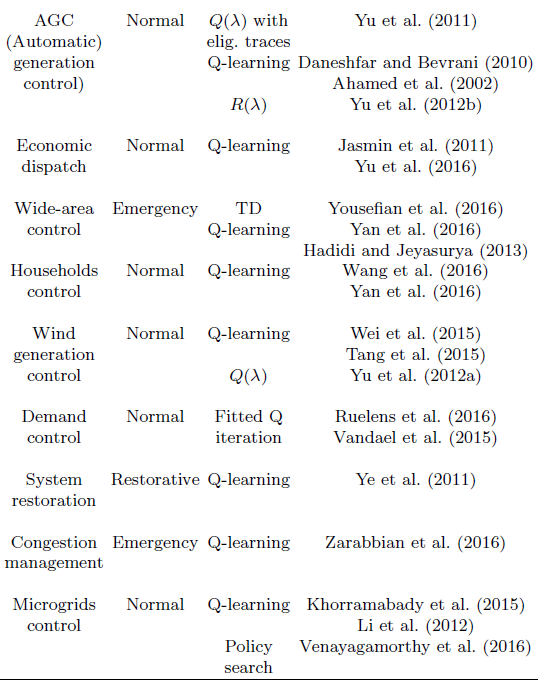 AGC Normal Q(λ) with Yu et al. (2011)
(Automatic) elig. traces
generation Q-learning Daneshfar and Bevrani (2010)
control) Ahamed et al. (2002)
R(λ) Yu et al. (2012b)
Economic Normal Q-learning Jasmin et al. (2011)
dispatch Yu et al. (2016)
Wide-area Emergency TD Yousefian et al. (2016)
control Q-learning Yan et al. (2016)
Hadidi and Jeyasurya (2013)
Households Normal Q-learning Wang et al. (2016)
control Yan et al. (2016)
Wind Normal Q-learning Wei et al. (2015)
generation Tang et al. (2015)
control Q(λ) Yu et al. (2012a)
Demand Normal Fitted Q Ruelens et al. (2016)
control iteration Vandael et al. (2015)
System Restorative Q-learning Ye et al. (2011)
restoration
Congestion Emergency Q-learning Zarabbian et al. (2016)
management
Microgrids Normal Q-learning Khorramabady et al. (2015)
control Li et al. (2012)
Policy Venayagamorthy et al. (2016)
search